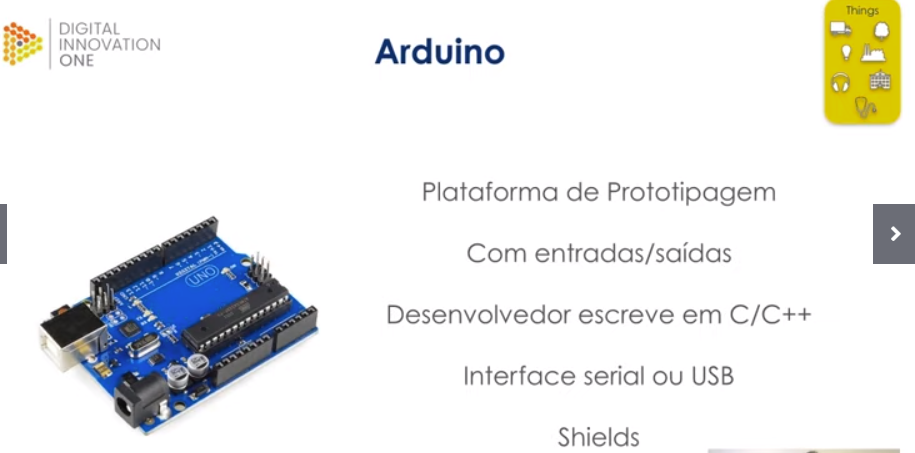 DIGITAL
INNOVATION
ONE
Arduino
Things
Plataforma de Prototipagem
Com entradas/saídas
Desenvolvedor escreve em C/C++
Interface serial ou USB
Shields
UNO